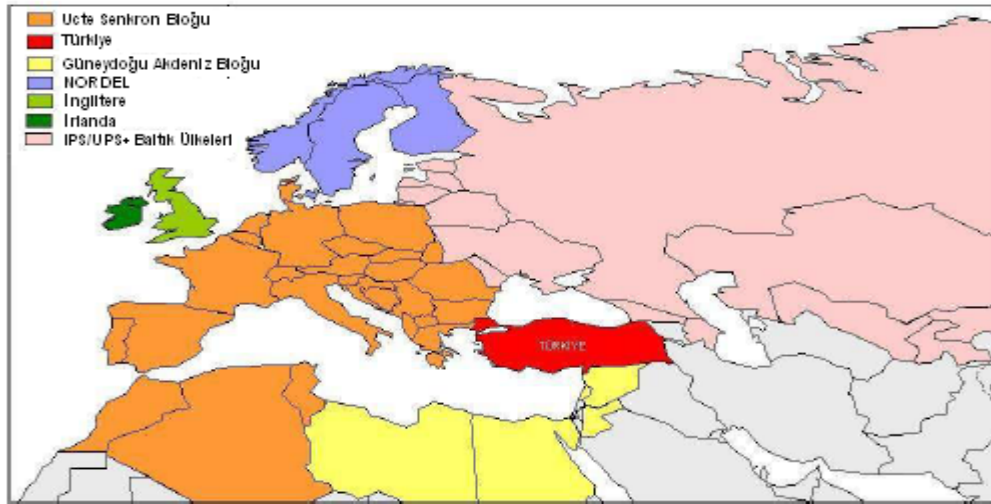 Ucte Senkron Bloğu
Türkiye
Güneydoğu Akdeniz Bloğu
NORDEL
İngiltere
İrlanda
IPS/UPS+ Baltık Ülkeleri
TÜRKİYE